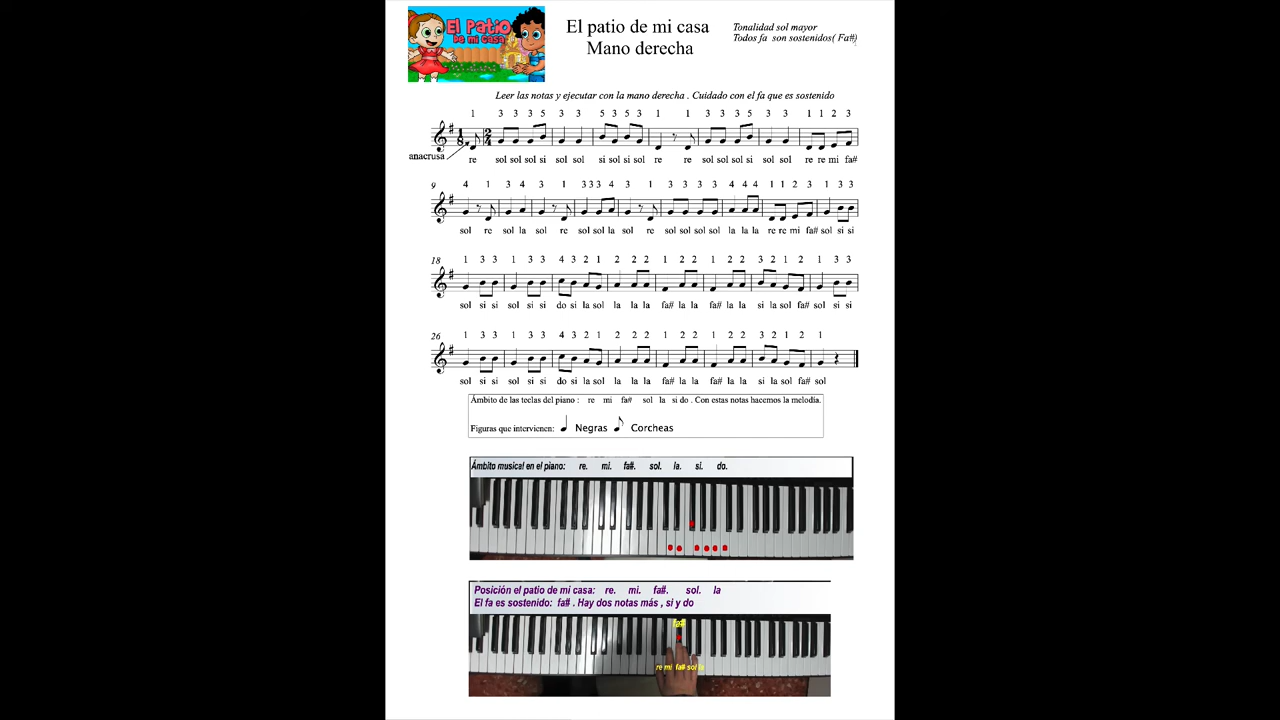 El Patio
DE MI CASA
El patio de mi casa
Mano derecha
Tonalidad sol mayor
Todos fa son sostenidos( Fa#)
Leer las notas y ejecutar con la mano derecha . Cuidado con el fa que es sostenido
1 3 3 3 5 3 3 5 3 5 3 1 1 3 3 3 5 3 3 1 1 2 3
1 8 2 4
anacrusa
re sol sol sol si sol sol si sol si sol re re sol sol sol si sol sol re re mi fa#
9 4 1 3 4 3 1 3 3 3 4 3 1 3 3 3 3 4 4 4 1 1 2 3 1 3 3
sol re sol la sol re sol sol la sol re sol sol sol sol la la la re re mi fa# sol si si
18 1 3 3 1 3 3 4 3 2 1 2 2 2 1 2 2 1 2 2 3 2 1 2 1 3 3
sol si si sol si si do si la sol la la la fa# la la fa# la la si la sol fa# sol si si
26 1 3 3 1 3 3 4 3 2 1 2 2 2 1 2 2 1 2 2 3 2 1 2 1
sol si si sol si si do si la sol la la la fa# la la fa# la la si la sol fa# sol
Ámbito de las teclas del piano : re mi fa# sol la si do . Con estas notas hacemos la melodía.
Figuras que intervienen: Negras Corcheas
Ámbito musical en el piano: re. mi. fa#. sol. la. si. do.
Posición el patio de mi casa: re. mi. fa#. sol. la
El fa es sostenido: fa# . Hay dos notas más , si y do
fa#
re mi fa# sol la